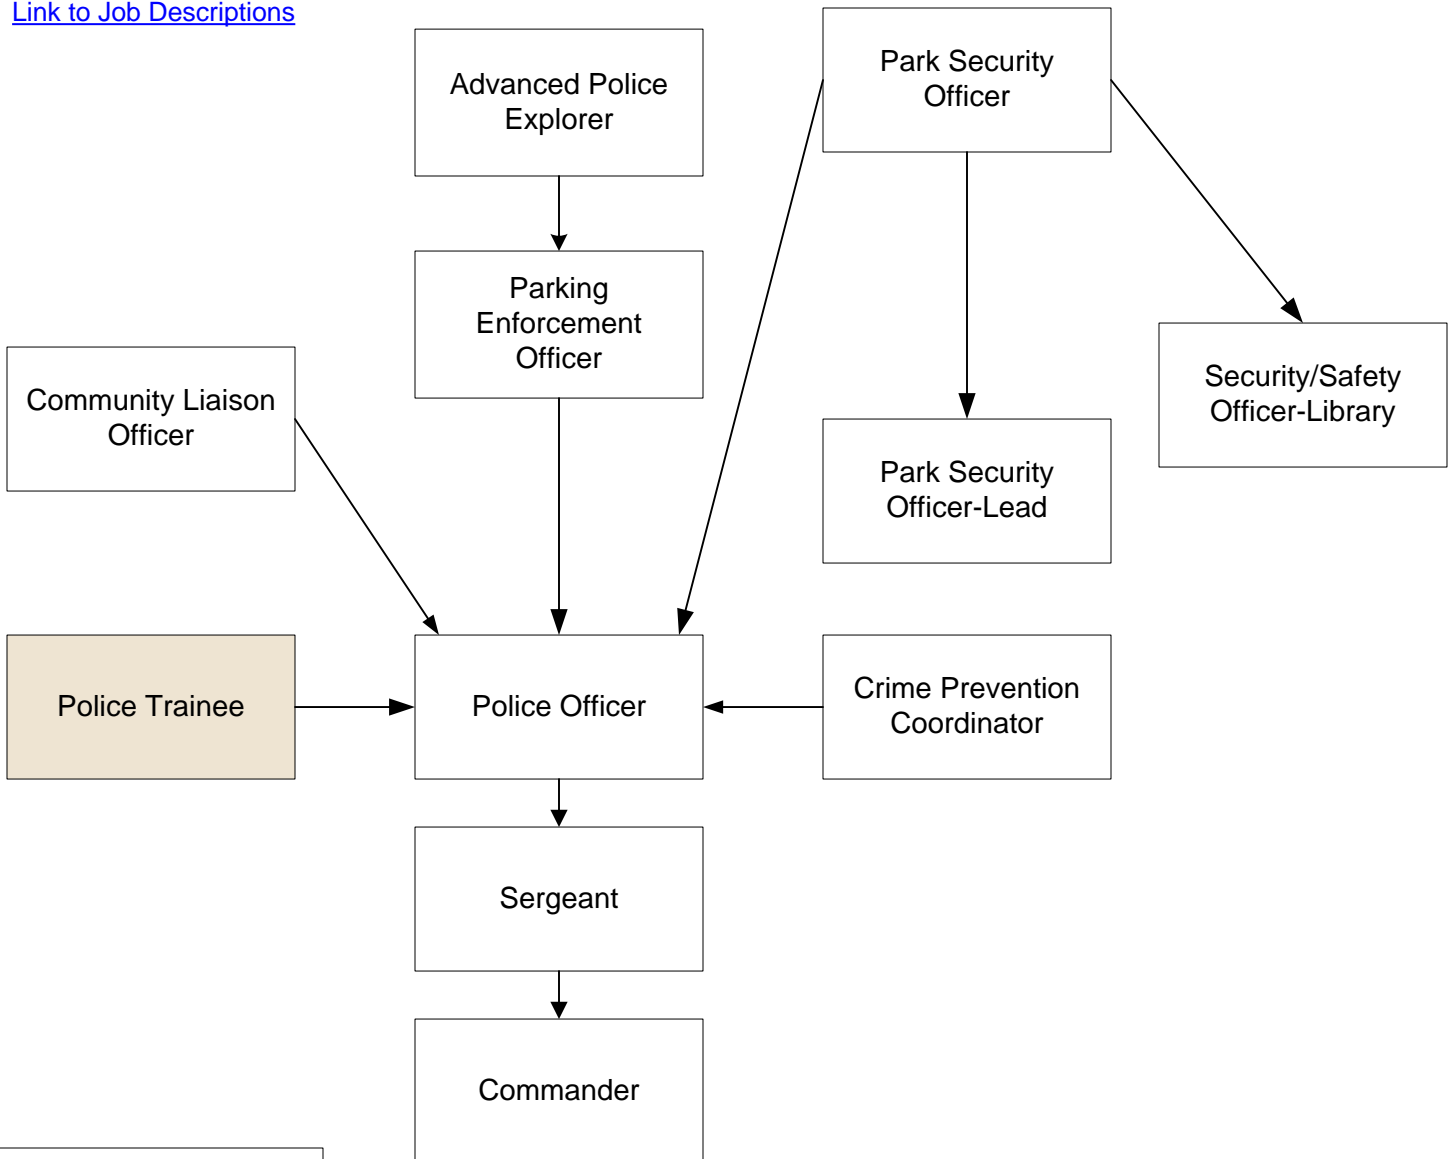 Link to Job Descriptions
Advanced Police
Explorer
Park Security
Officer
Parking
Enforcement
Officer
Community Liaison
Officer
Security/Safety
Officer-Library
Park Security
Officer-Lead
Police Trainee
Police Officer
Crime Prevention
Coordinator
Sergeant
Commander